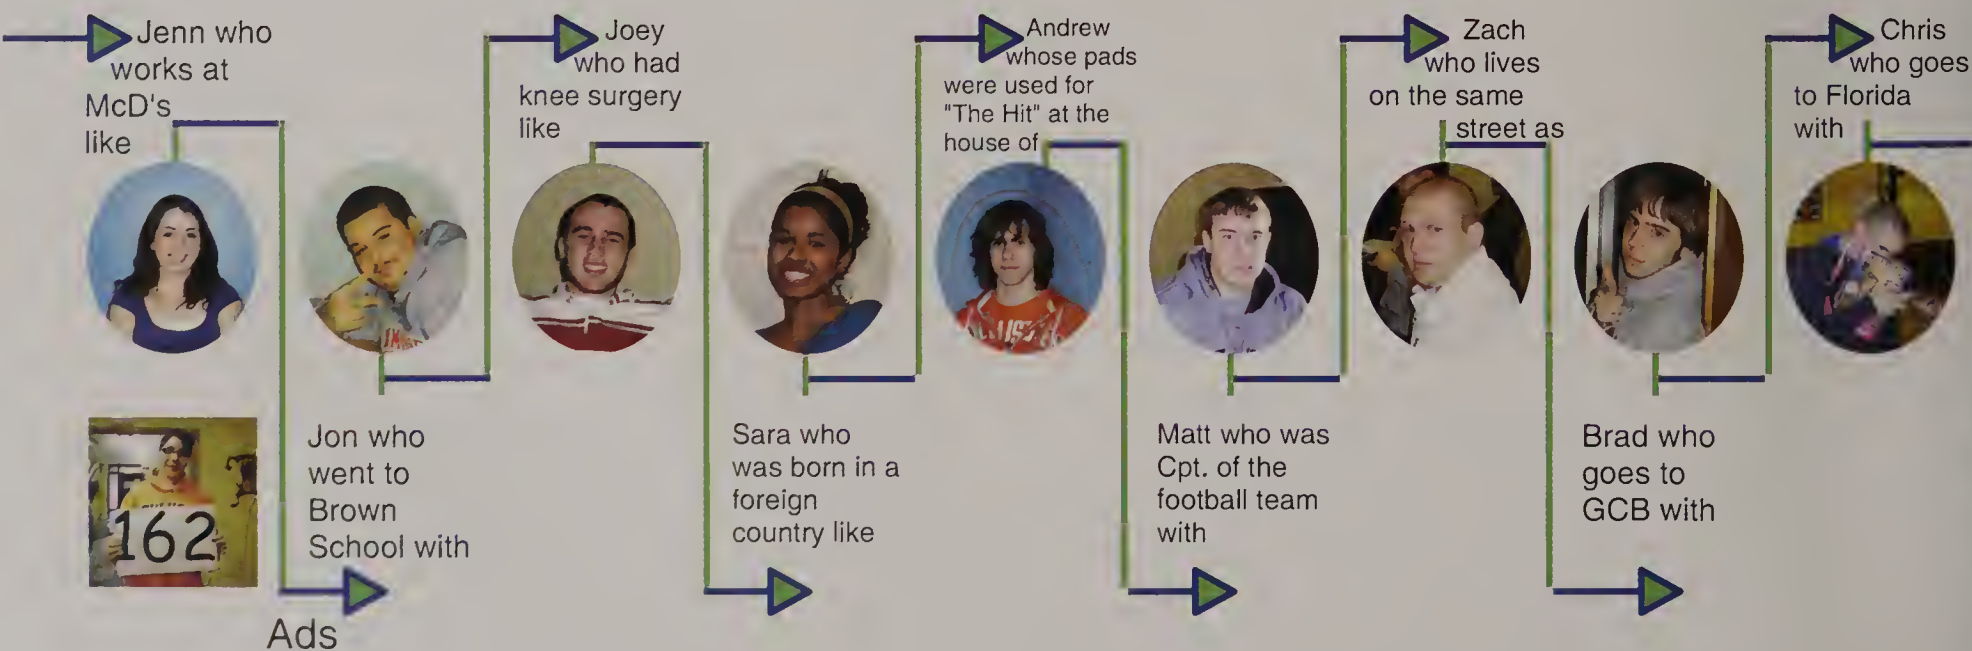 Jenn who
works at
McD's
like
Jon who
went to
Brown
School with
Joey
who had
knee surgery
like
Sara who
was born in a
foreign
country like
Andrew
whose pads
were used for
"The Hit" at the
house of
Matt who was
Cpt. of the
football team
with
Zach
who lives
on the same
street as
Brad who
goes to
GCB with
Chris
who goes
to Florida
with
162
Ads